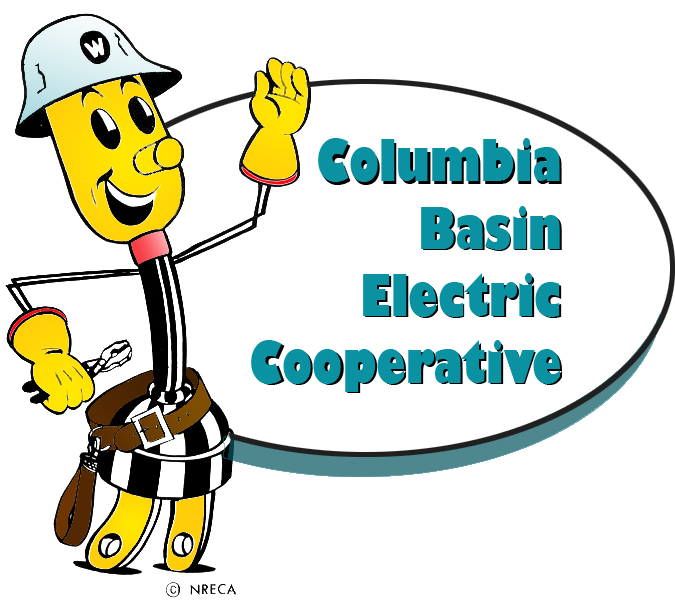 W
Columbia
Basin
Electric
Cooperative
© NRECA